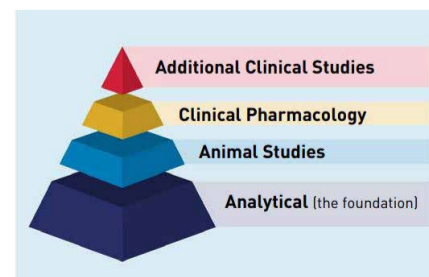 Additional Clinical Studies
Clinical Pharmacology
Animal Studies
Analytical (the foundation)